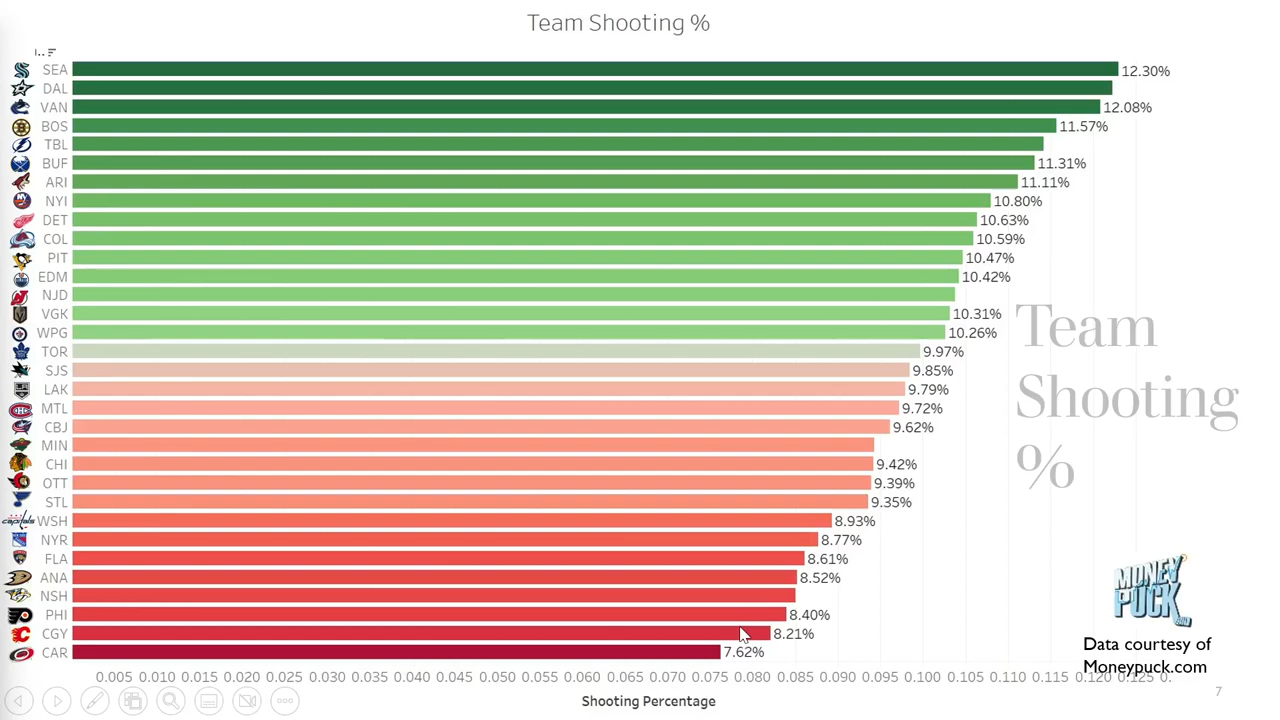 Team Shooting %
SEA 12.30%
DAL
VAN 12.08%
BOS 11.57%
TBL
BUF 11.31%
ARI 11.11%
NYI 10.80%
DET 10.63%
COL 10.59%
PIT 10.47%
EDM 10.42%
NJD
VGK 10.31%
WPG 10.26%
TOR 9.97%
SJS 9.85%
LAK 9.79%
MTL 9.72%
CBJ 9.62%
MIN
CHI 9.42%
OTT 9.39%
STL 9.35%
capitals WSH 8.93%
NYR 8.77%
FLA 8.61%
ANA 8.52%
NSH
PHI 8.40%
CGY 8.21%
CAR 7.62%
0.005 0.010 0.015 0.020 0.025 0.030 0.035 0.040 0.045 0.050 0.055 0.060 0.065 0.070 0.075 0.080 0.085 0.090 0.095 0.100 0.105 0.110 0.115 0.120 0.125 0.
Shooting Percentage
Team
Shooting
%
MONEY
PUCK
Data courtesy of
Moneypuck.com
7